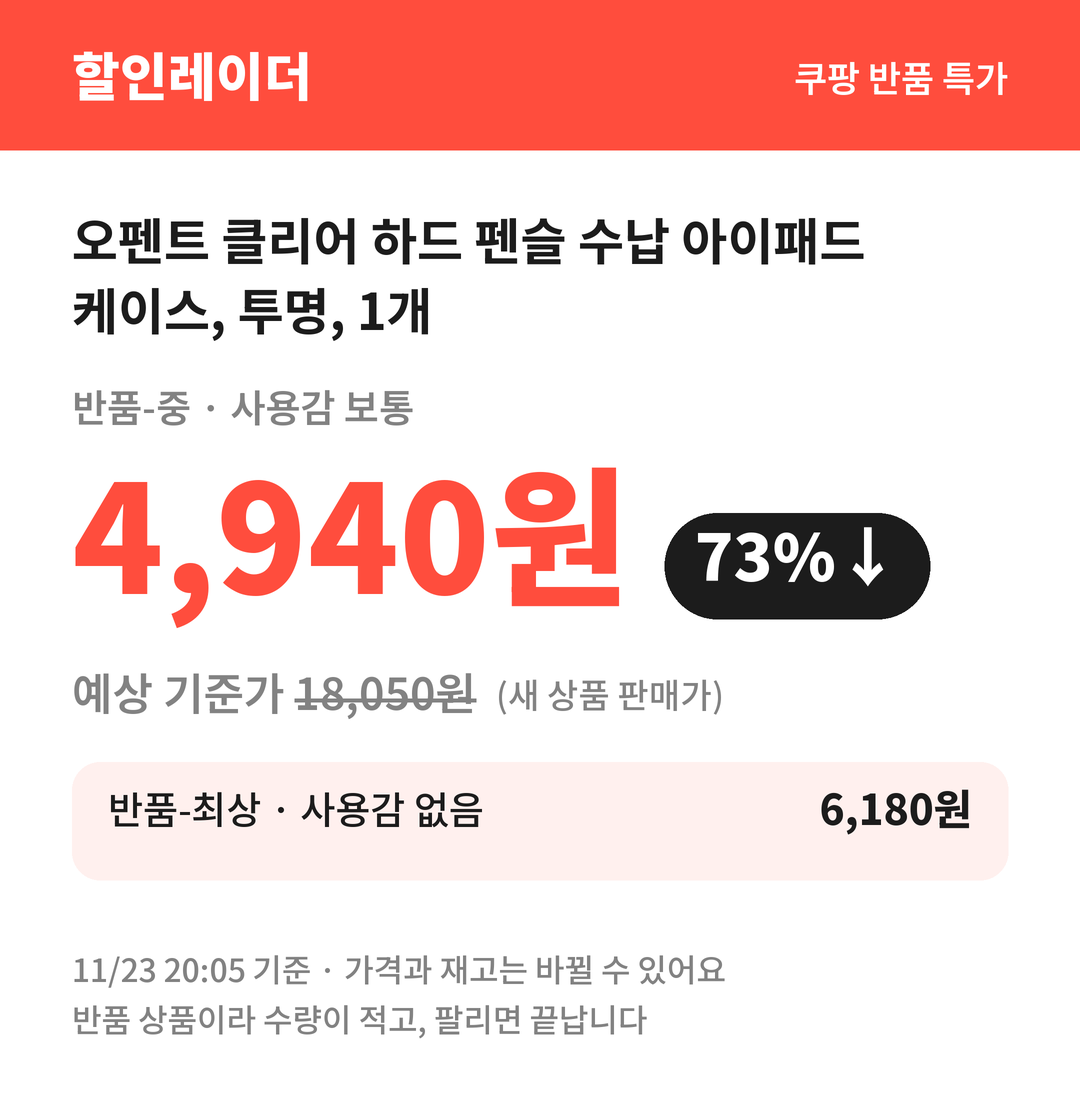 할인레이더
쿠팡 반품 특가
오펜트 클리어 하드 펜슬 수납 아이패드
케이스, 투명, 1개
반품-중 · 사용감 보통
4,940원 73%↓
예상 기준가 18,050원 (새 상품 판매가)
반품-최상 · 사용감 없음 6,180원
11/23 20:05 기준 · 가격과 재고는 바뀔 수 있어요
반품 상품이라 수량이 적고, 팔리면 끝납니다